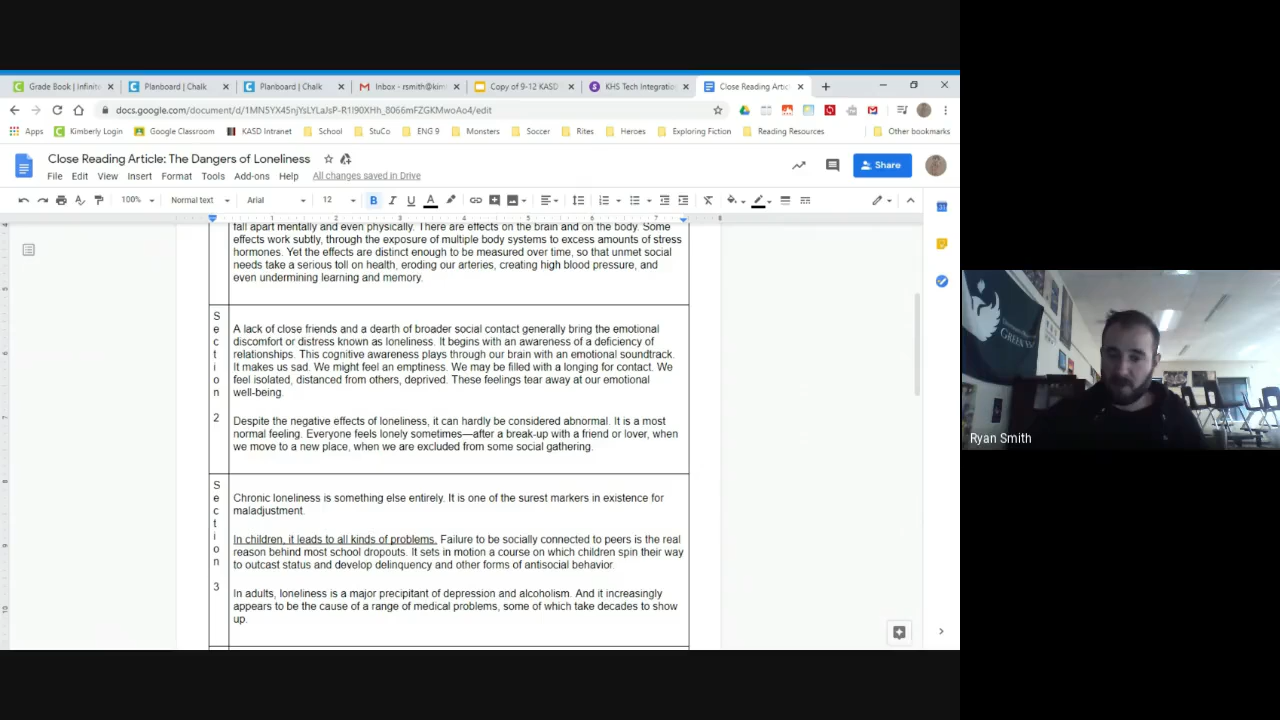 Grade Book | Infinite
Planboard | Chalk
Planboard | Chalk
Inbox - rsmith@kim
Copy of 9-12 KASD
KHS Tech Integration
Close Reading Artic
docs.google.com/document/d/1MN5YX45njYsLYLaJsP-R1I90XHh_8066mFZGKMwoAo4/edit
Apps
Kimberly Login
Google Classroom
KASD Intranet
School
StuCo
ENG 9
Monsters
Soccer
Rites
Heroes
Exploring Fiction
Reading Resources
Other bookmarks
Close Reading Article: The Dangers of Loneliness
Share
File Edit View Insert Format Tools Add-ons Help All changes saved in Drive
100% Normal text Arial 12 B I U A
1 2 3 4 5 6 7 8
fall apart mentally and even physically. There are effects on the brain and on the body. Some
effects work subtly, through the exposure of multiple body systems to excess amounts of stress
hormones. Yet the effects are distinct enough to be measured over time, so that unmet social
needs take a serious toll on health, eroding our arteries, creating high blood pressure, and
even undermining learning and memory.
S
e
c
t
i
o
n
2
A lack of close friends and a dearth of broader social contact generally bring the emotional
discomfort or distress known as loneliness. It begins with an awareness of a deficiency of
relationships. This cognitive awareness plays through our brain with an emotional soundtrack.
It makes us sad. We might feel an emptiness. We may be filled with a longing for contact. We
feel isolated, distanced from others, deprived. These feelings tear away at our emotional
well-being.
Despite the negative effects of loneliness, it can hardly be considered abnormal. It is a most
normal feeling. Everyone feels lonely sometimes—after a break-up with a friend or lover, when
we move to a new place, when we are excluded from some social gathering.
S
e
c
t
i
o
n
3
Chronic loneliness is something else entirely. It is one of the surest markers in existence for
maladjustment.
In children, it leads to all kinds of problems. Failure to be socially connected to peers is the real
reason behind most school dropouts. It sets in motion a course on which children spin their way
to outcast status and develop delinquency and other forms of antisocial behavior.
In adults, loneliness is a major precipitant of depression and alcoholism. And it increasingly
appears to be the cause of a range of medical problems, some of which take decades to show
up.
Ryan Smith